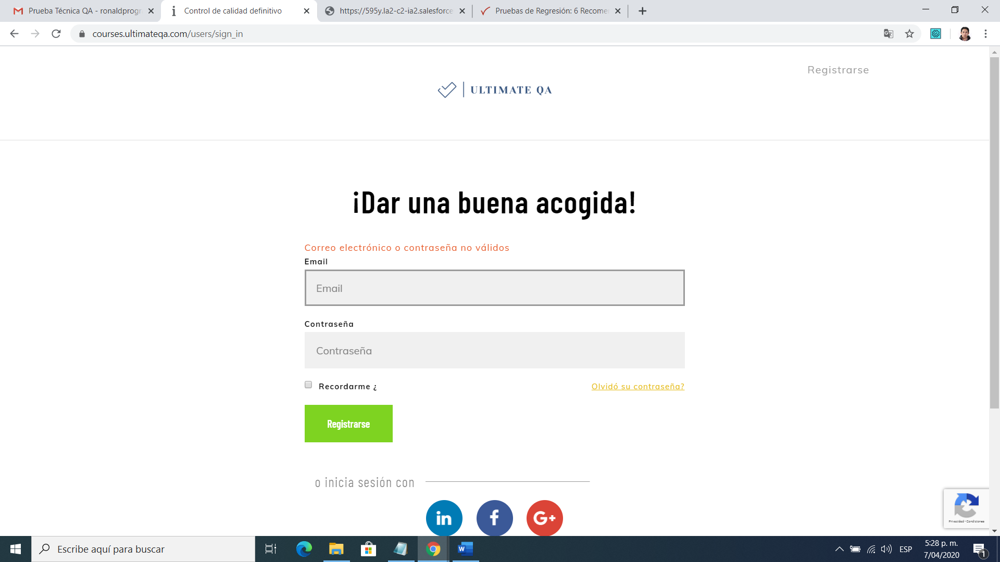 Prueba Técnica QA - ronaldprogr
Control de calidad definitivo
https://595y.la2-c2-ia2.salesforce
Pruebas de Regresión: 6 Recome
courses.ultimateqa.com/users/sign_in
Registrarse
ULTIMATE QA
¡Dar una buena acogida!
Correo electrónico o contraseña no válidos
Email
Email
Contraseña
Contraseña
Recordarme ¿
Olvidó su contraseña?
Registrarse
o inicia sesión con
in
f
G+
Privacidad - Condiciones
Escribe aquí para buscar
W
ESP
5:28 p. m.
7/04/2020
1